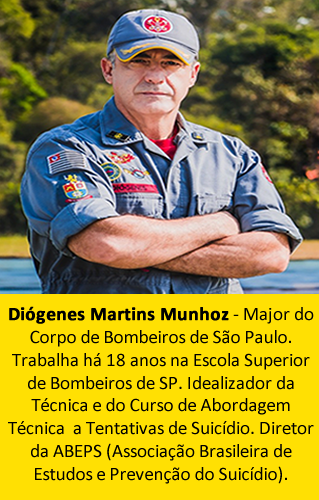 Diógenes Martins Munhoz - Major do
Corpo de Bombeiros de São Paulo.
Trabalha há 18 anos na Escola Superior
de Bombeiros de SP. Idealizador da
Técnica e do Curso de Abordagem
Técnica a Tentativas de Suicídio. Diretor
da ABEPS (Associação Brasileira de
Estudos e Prevenção do Suicídio).